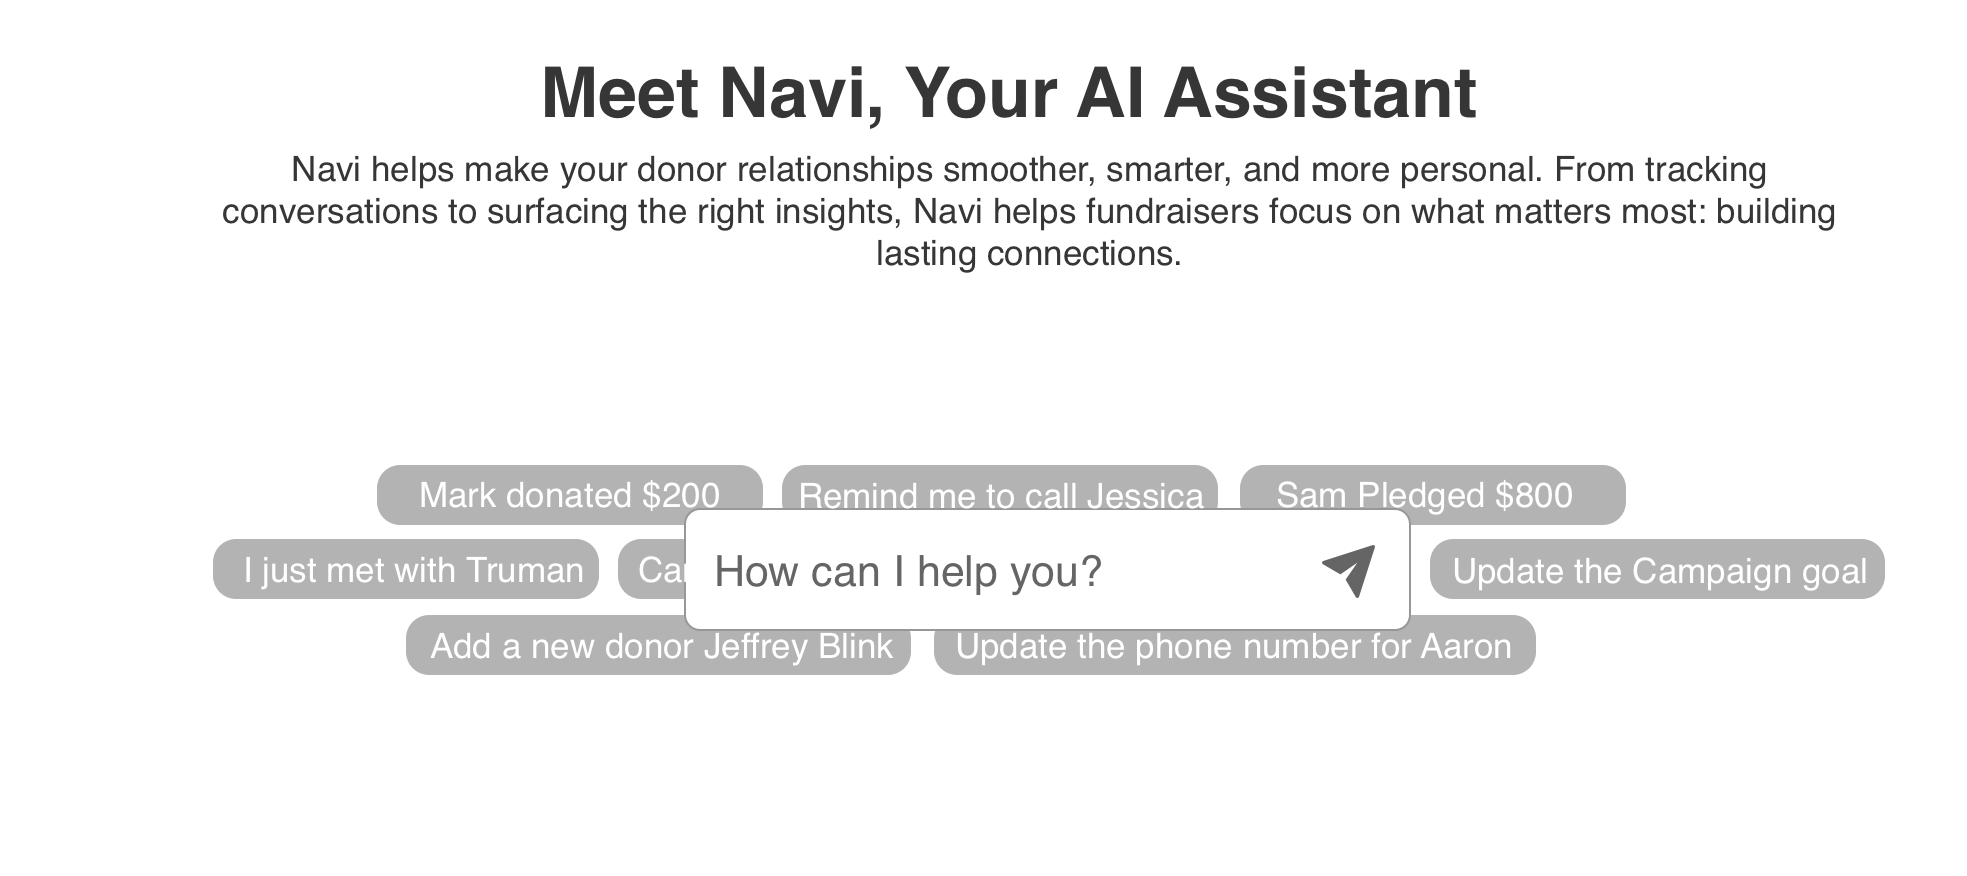 Meet Navi, Your AI Assistant
Navi helps make your donor relationships smoother, smarter, and more personal. From tracking
conversations to surfacing the right insights, Navi helps fundraisers focus on what matters most: building
lasting connections.
Mark donated $200
Remind me to call Jessica
Sam Pledged $800
I just met with Truman
How can I help you?
Update the Campaign goal
Add a new donor Jeffrey Blink
Update the phone number for Aaron